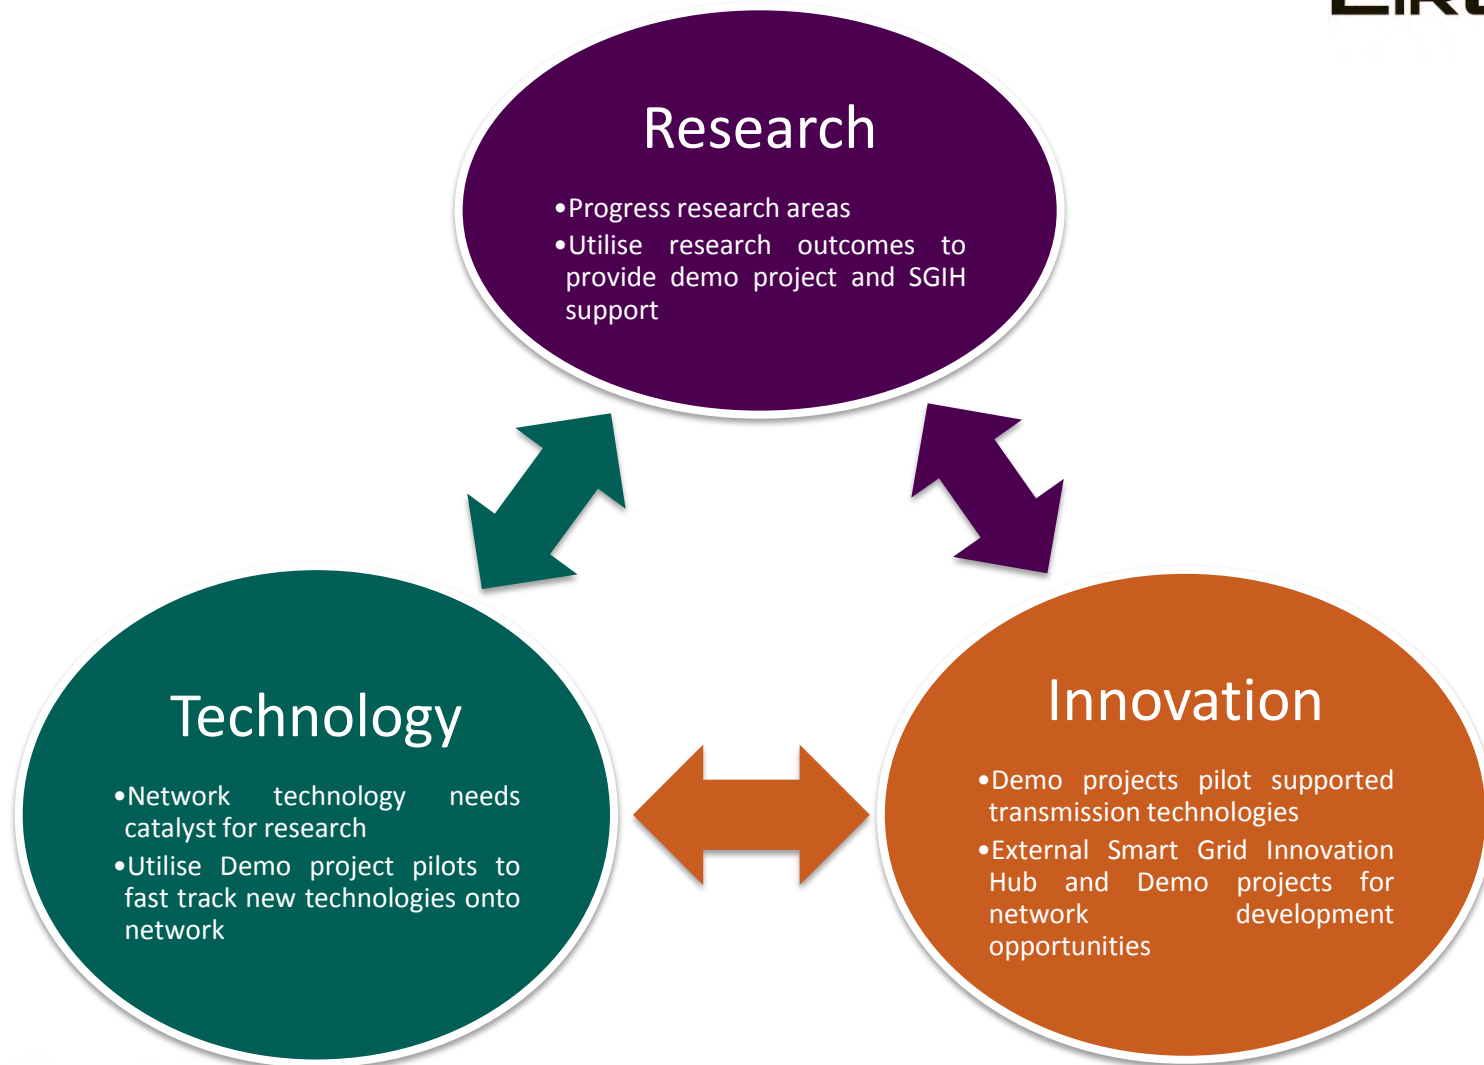 Research
•Progress research areas
•Utilise research outcomes to
provide demo project and SGIH
support
Technology
•Network technology needs
catalyst for research
•Utilise Demo project pilots to
fast track new technologies onto
network
Innovation
•Demo projects pilot supported
transmission technologies
•External Smart Grid Innovation
Hub and Demo projects for
network development
opportunities